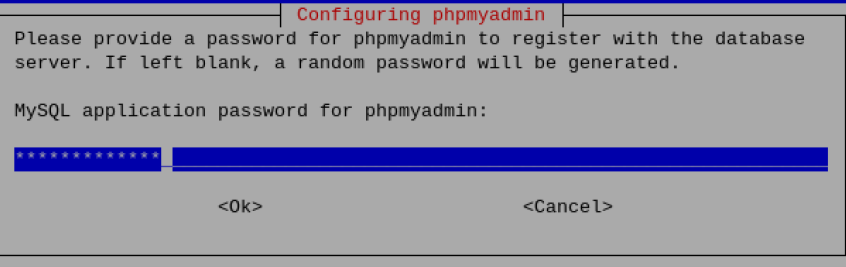 Configuring phpmyadmin
Please provide a password for phpmyadmin to register with the database
server. If left blank, a random password will be generated.
MySQL application password for phpmyadmin:
*************
<Ok> <Cancel>